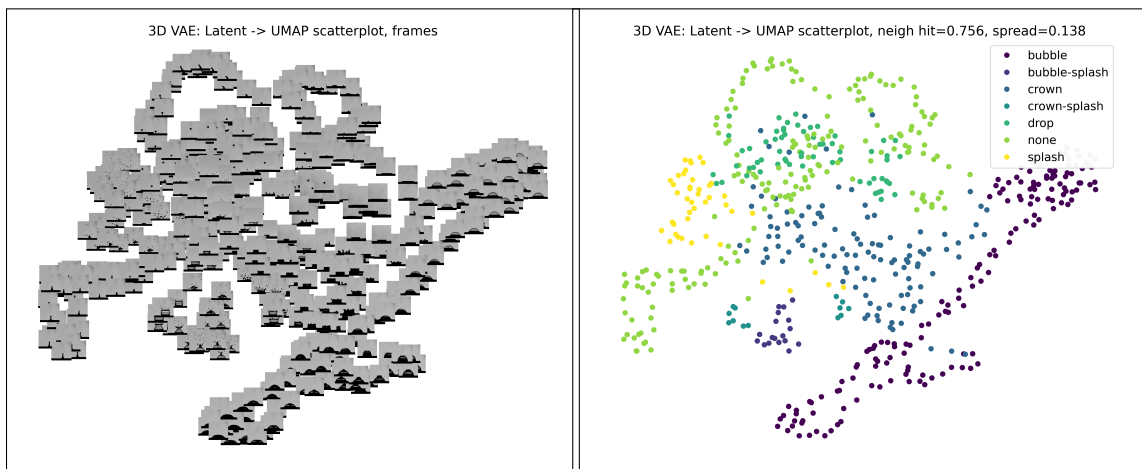 3D VAE: Latent -> UMAP scatterplot, frames
3D VAE: Latent -> UMAP scatterplot, neigh hit=0.756, spread=0.138
bubble
bubble-splash
crown
crown-splash
drop
none
splash